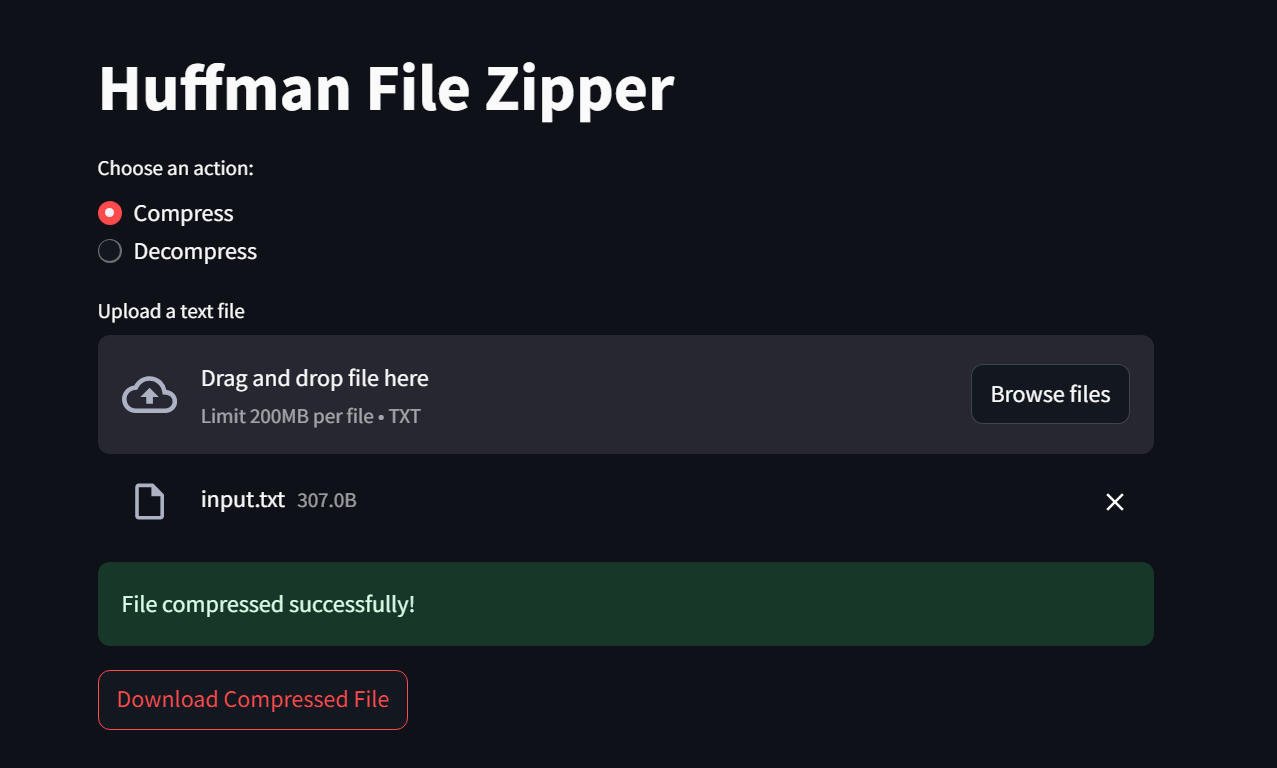 Huffman File Zipper
Choose an action:
Compress
Decompress
Upload a text file
Drag and drop file here
Limit 200MB per file • TXT
Browse files
input.txt 307.0B
File compressed successfully!
Download Compressed File